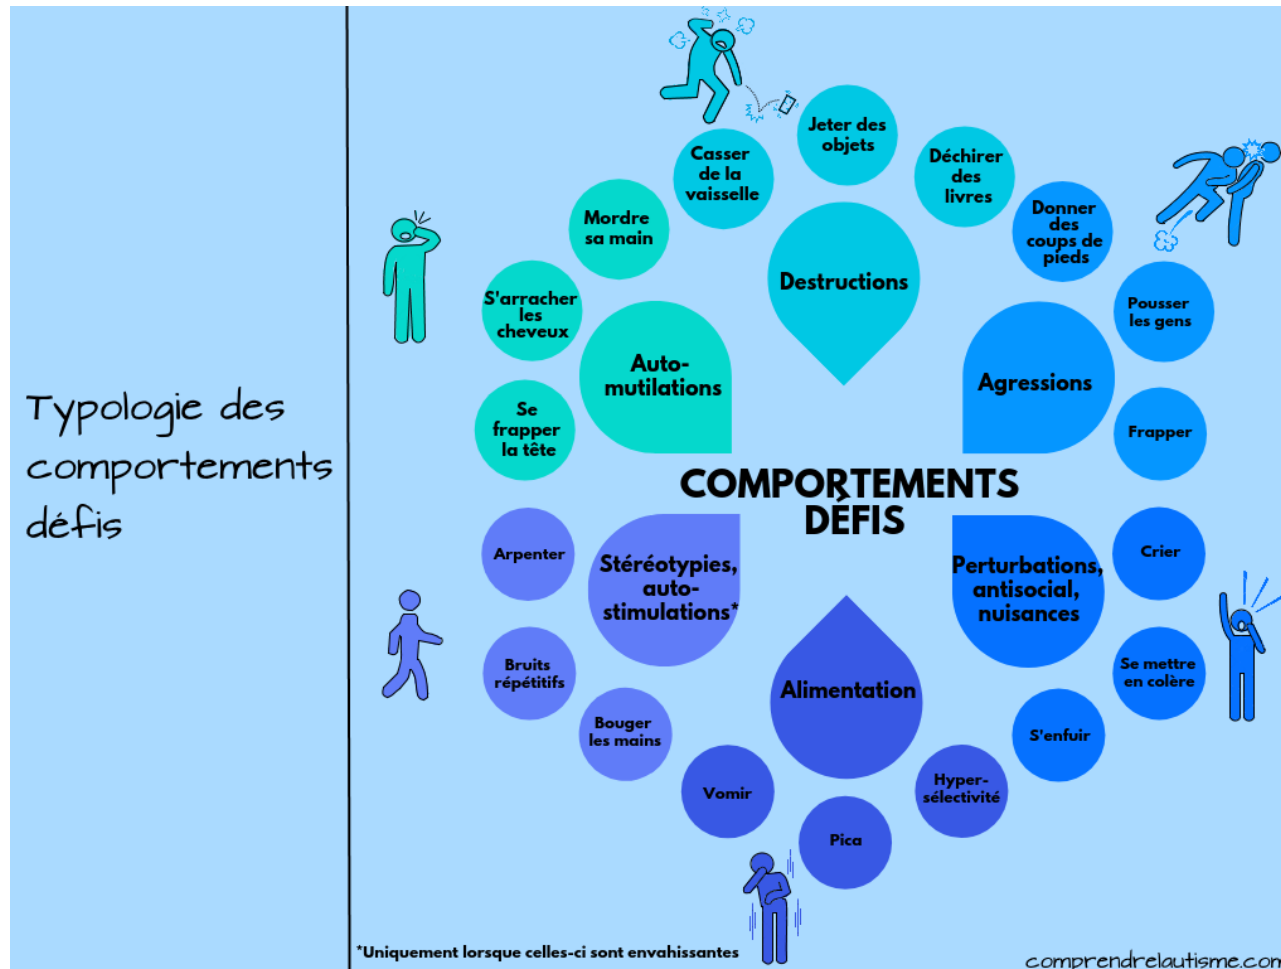 Typologie des
comportements
défis
Jeter des
objets
Casser
de la
vaisselle
Déchirer
des
livres
Mordre
sa main
Donner
des
coups de
pieds
Destructions
S'arracher
les
cheveux
Pousser
les gens
Auto-
mutilations
Agressions
Se
frapper
la tête
Frapper
COMPORTEMENTS
DÉFIS
Arpenter
Stéréotypies,
auto-
stimulations*
Perturbations,
antisocial,
nuisances
Crier
Bruits
répétitifs
Se mettre
en colère
Alimentation
Bouger
les mains
S'enfuir
Vomir
Hyper-
sélectivité
Pica
*Uniquement lorsque celles-ci sont envahissantes
comprendrelautisme.com